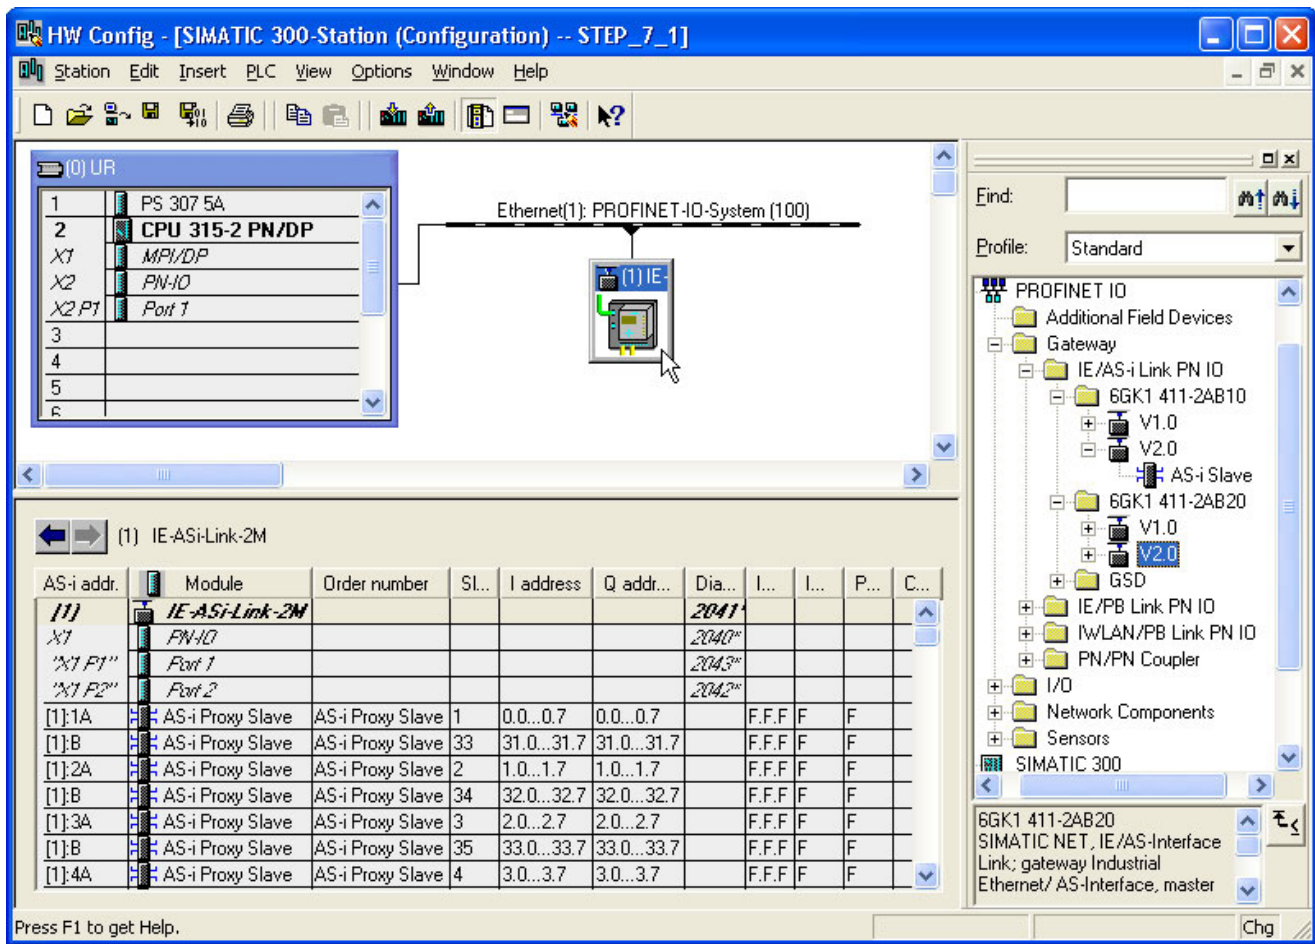 HW Config - [SIMATIC 300-Station (Configuration) -- STEP_7_1]
Station Edit Insert PLC View Options Window Help
(0) UR
1 PS 307 5A
2 CPU 315-2 PN/DP
X1 MPI/DP
X2 PN-IO
X2 P1 Port 1
3
4
5
6
Ethernet(1): PROFINET-IO-System (100)
(1) IE-
Find:
Profile: Standard
PROFINET IO
Additional Field Devices
Gateway
IE/AS-i Link PN IO
6GK1 411-2AB10
V1.0
V2.0
AS-i Slave
6GK1 411-2AB20
V1.0
V2.0
GSD
IE/PB Link PN IO
IWLAN/PB Link PN IO
PN/PN Coupler
I/O
Network Components
Sensors
SIMATIC 300
6GK1 411-2AB20
SIMATIC NET, IE/AS-Interface
Link; gateway Industrial
Ethernet/ AS-Interface, master
(1) IE-ASi-Link-2M
AS-i addr. Module Order number Sl... I address Q addr... Dia... I... I... P... C...
(1) IE-ASi-Link-2M 2041*
X1 PN-IO 2040*
"X1 P1" Port 1 2043*
"X1 P2" Port 2 2042*
[1]:1A AS-i Proxy Slave AS-i Proxy Slave 1 0.0...0.7 0.0...0.7 F.F.F F F
[1]:B AS-i Proxy Slave AS-i Proxy Slave 33 31.0...31.7 31.0...31.7 F.F.F F F
[1]:2A AS-i Proxy Slave AS-i Proxy Slave 2 1.0...1.7 1.0...1.7 F.F.F F F
[1]:B AS-i Proxy Slave AS-i Proxy Slave 34 32.0...32.7 32.0...32.7 F.F.F F F
[1]:3A AS-i Proxy Slave AS-i Proxy Slave 3 2.0...2.7 2.0...2.7 F.F.F F F
[1]:B AS-i Proxy Slave AS-i Proxy Slave 35 33.0...33.7 33.0...33.7 F.F.F F F
[1]:4A AS-i Proxy Slave AS-i Proxy Slave 4 3.0...3.7 3.0...3.7 F.F.F F F
Press F1 to get Help.
Chg